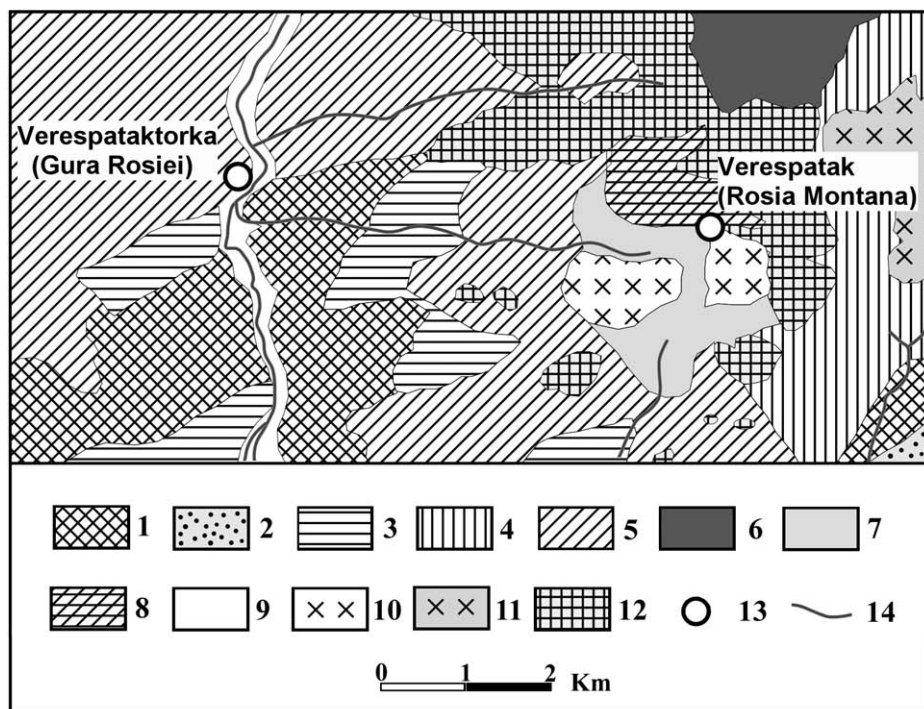 Verespataktorka
(Gura Rosiei)
Verespatak
(Rosia Montana)
1 2 3 4 5 6 7
8 9 10 11 12 13 14
0 1 2 Km